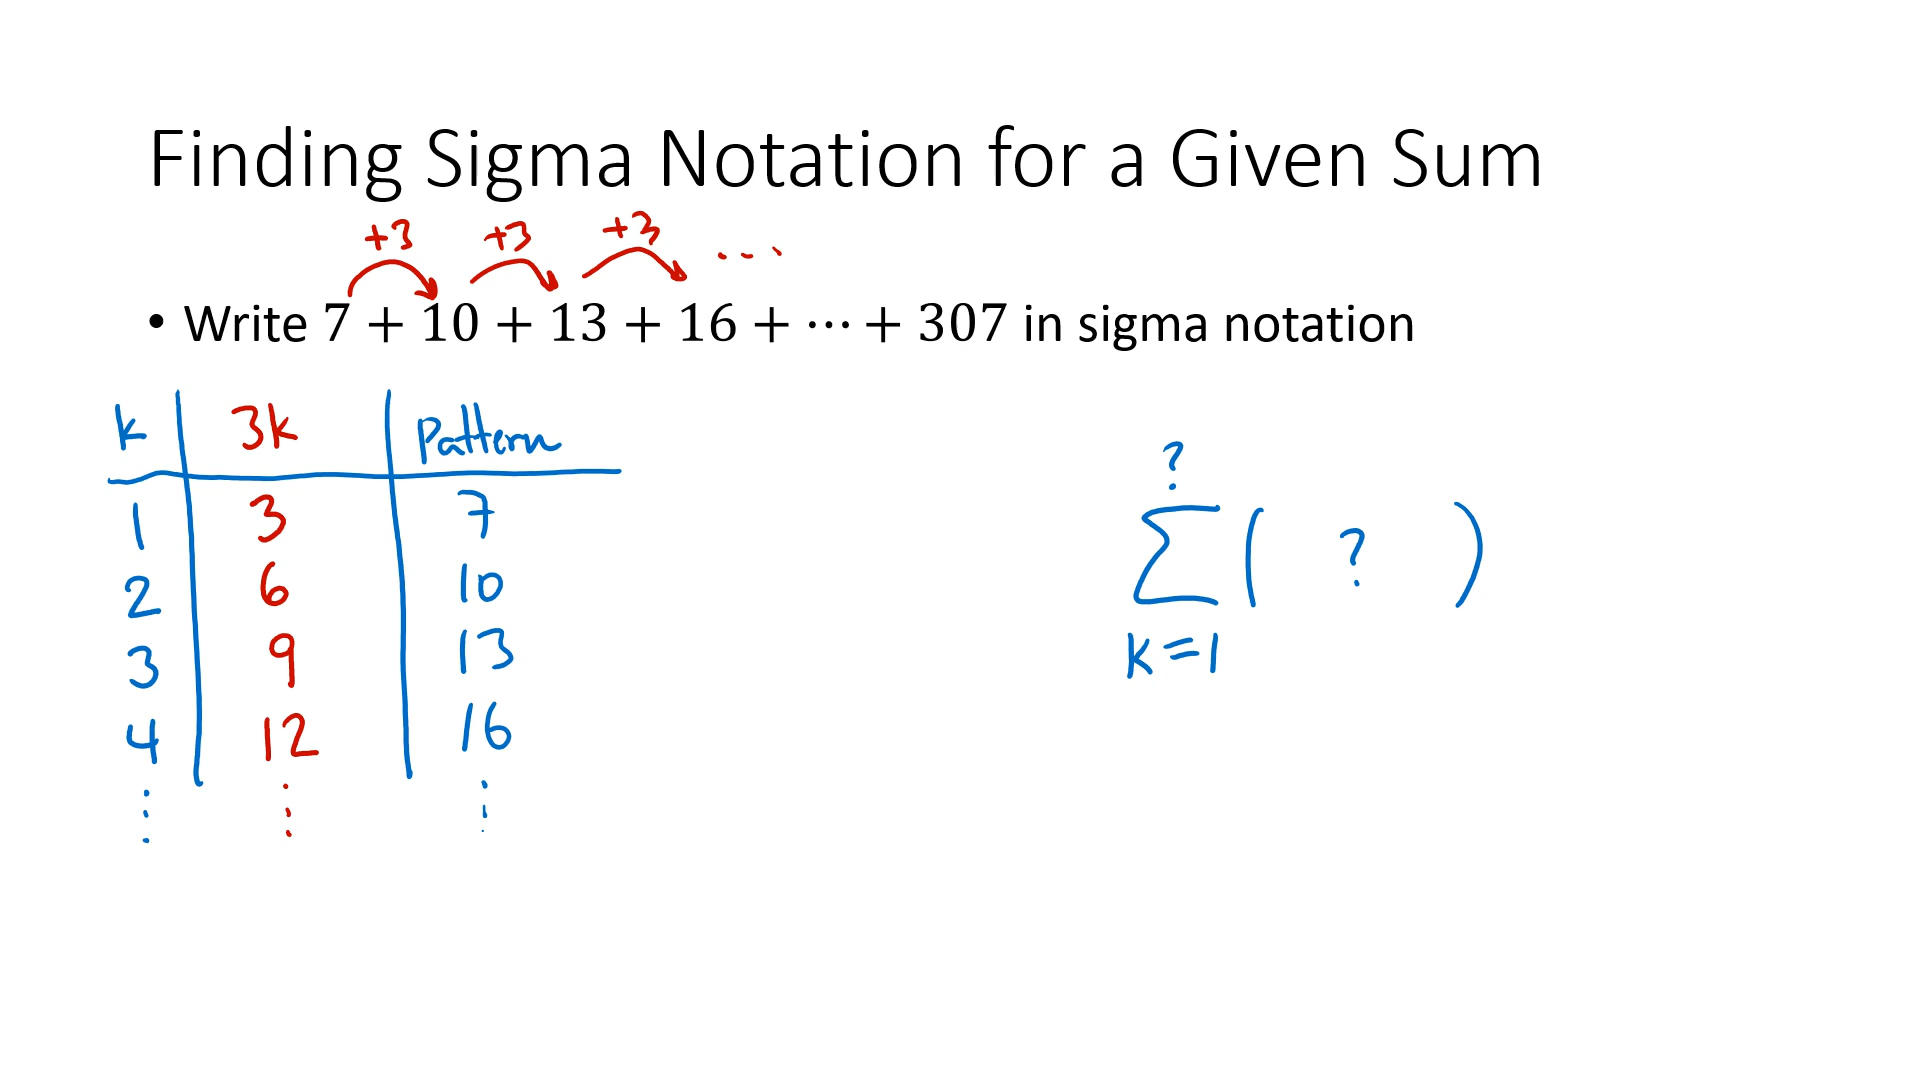 Finding Sigma Notation for a Given Sum
+3 +3 +3 ...
• Write 7 + 10 + 13 + 16 + ⋯ + 307 in sigma notation
k 3k Pattern
1 3 7
2 6 10
3 9 13
4 12 16
⋮ ⋮ ⋮
?
∑ ( ? )
k=1